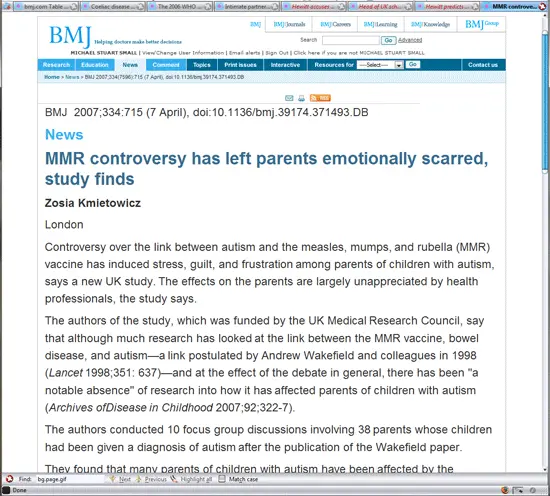 bmj.com Table ...
Coeliac disease ...
The 2006 WHO ...
Intimate partner...
Hewitt accuses ...
Head of UK sch...
Hewitt predicts ...
MMR controve...
BMJ BMJ Journals BMJ Careers BMJ Learning BMJ Knowledge BMJ Group
BMJ Helping doctors make better decisions
Search Go Advanced
MICHAEL STUART SMALL | View/Change User Information | Email alerts | Sign Out | Click here if you are not MICHAEL STUART SMALL
Research Education News Comment Topics Print issues Interactive Resources for ---Select--- Go Contact us
Home > News > BMJ 2007;334(7596):715 (7 April), doi:10.1136/bmj.39174.371493.DB
RSS
BMJ 2007;334:715 (7 April), doi:10.1136/bmj.39174.371493.DB
News
MMR controversy has left parents emotionally scarred,
study finds
Zosia Kmietowicz
London
Controversy over the link between autism and the measles, mumps, and rubella (MMR)
vaccine has induced stress, guilt, and frustration among parents of children with autism,
says a new UK study. The effects on the parents are largely unappreciated by health
professionals, the study says.
The authors of the study, which was funded by the UK Medical Research Council, say
that although much research has looked at the link between the MMR vaccine, bowel
disease, and autism—a link postulated by Andrew Wakefield and colleagues in 1998
(Lancet 1998;351: 637)—and at the effect of the debate in general, there has been "a
notable absence" of research into how it has affected parents of children with autism
(Archives ofDisease in Childhood 2007;92:322-7).
The authors conducted 10 focus group discussions involving 38 parents whose children
had been given a diagnosis of autism after the publication of the Wakefield paper.
They found that many parents of children with autism have been affected by the
Find: bg.page.gif Next Previous Highlight all Match case
Done